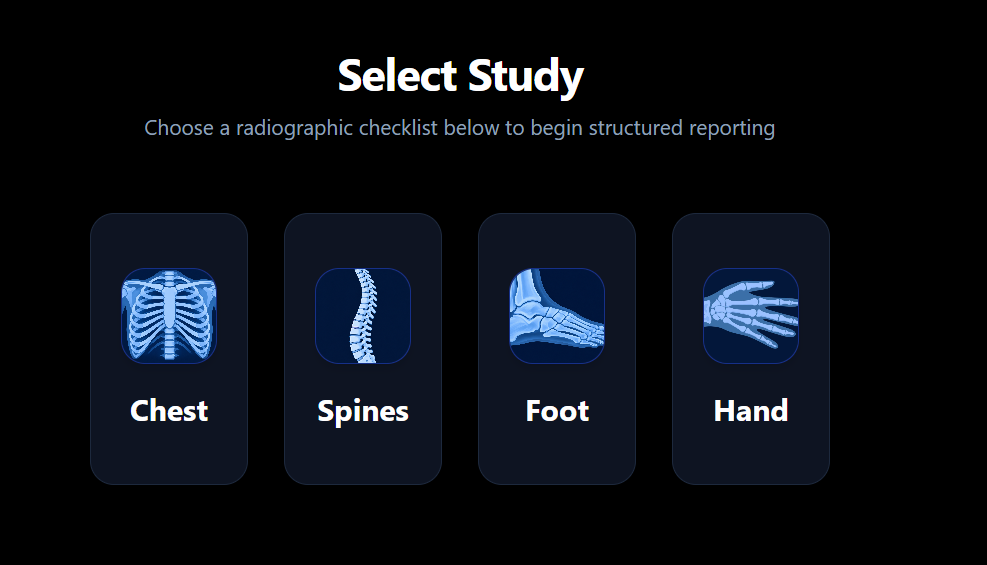 Select Study
Choose a radiographic checklist below to begin structured reporting
Chest
Spines
Foot
Hand